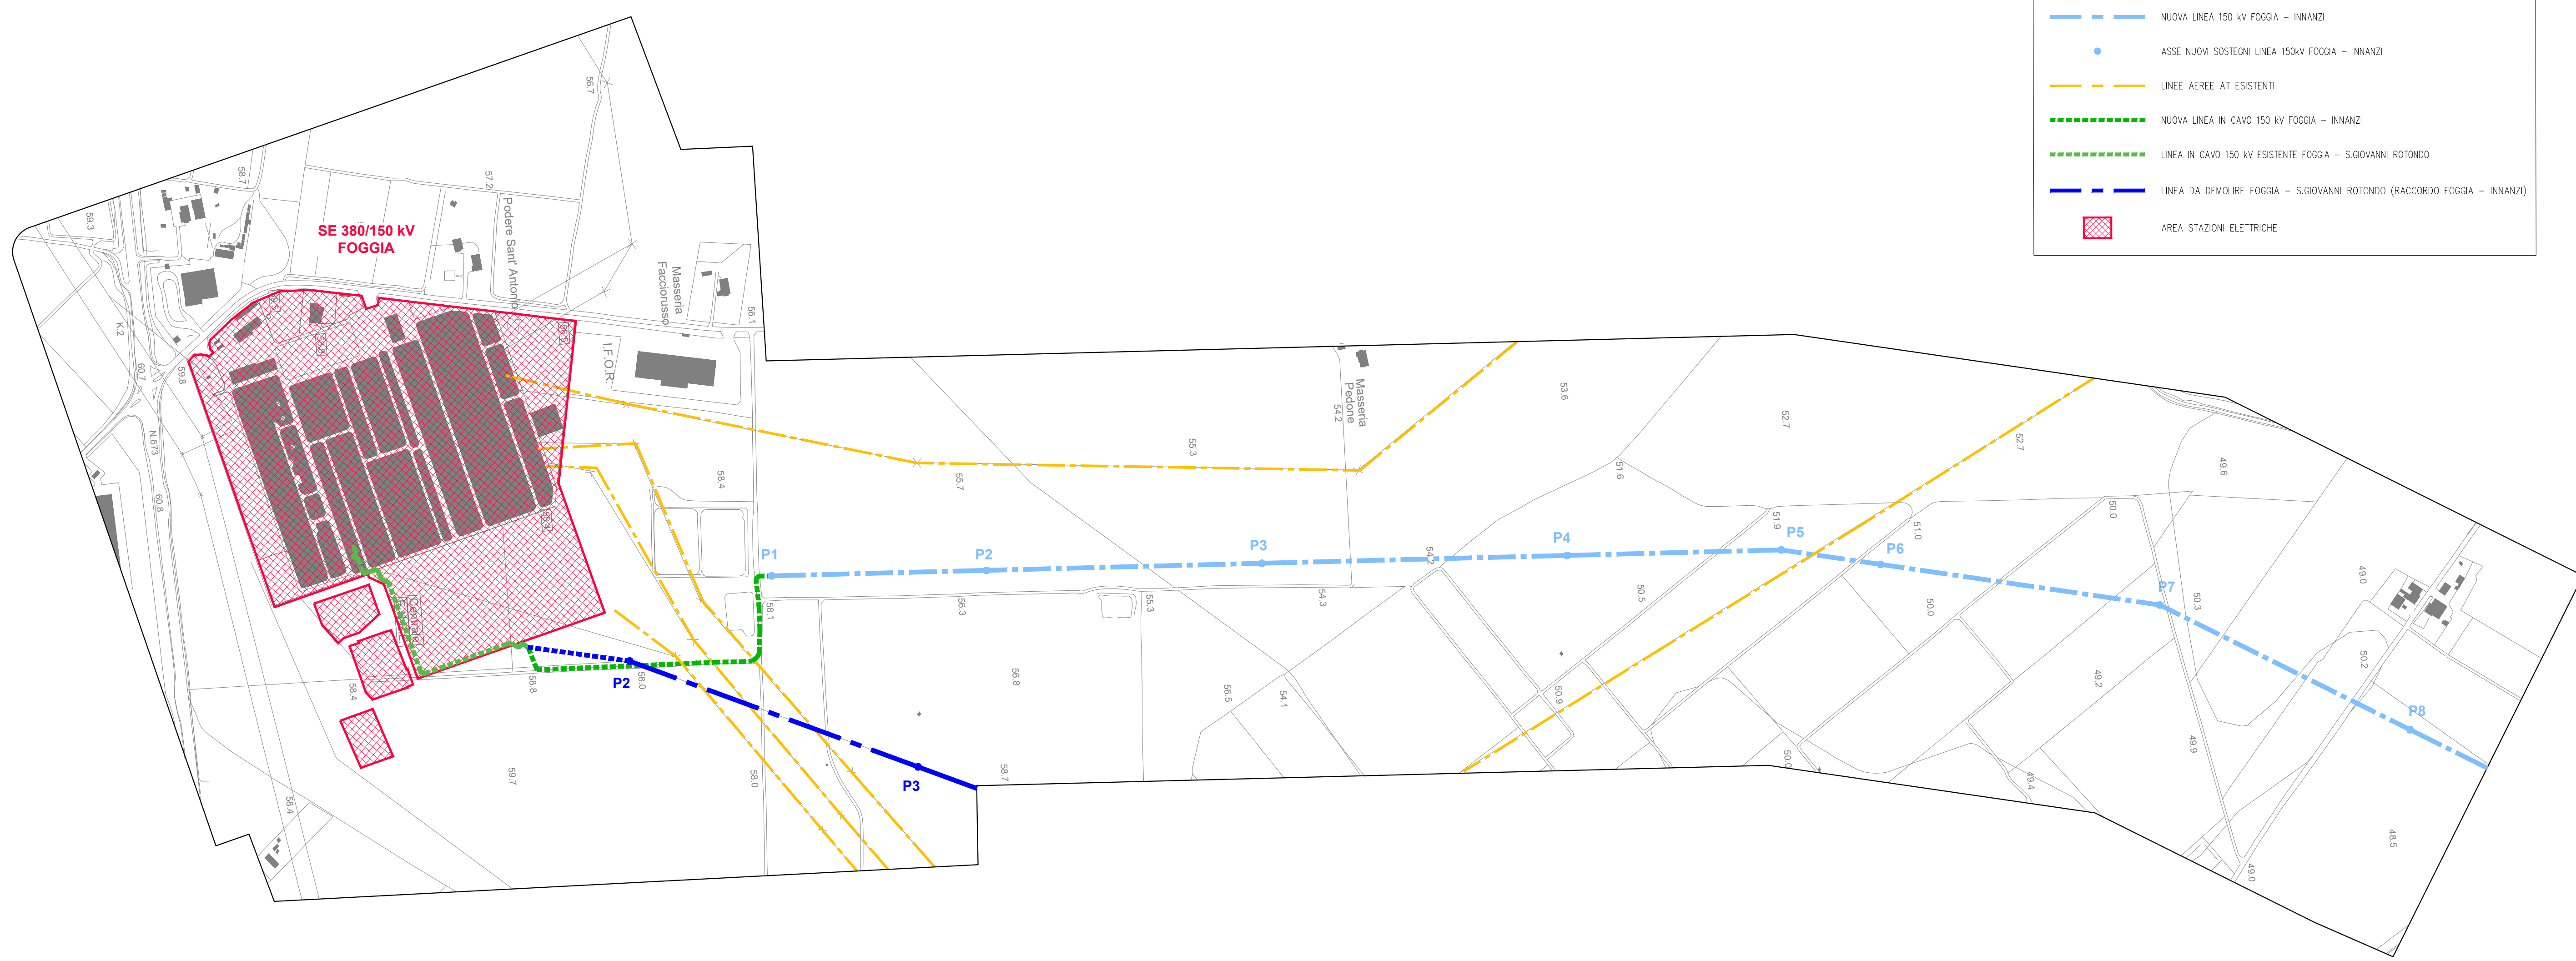 NUOVA LINEA 150 kV FOGGIA – INNANZI
ASSE NUOVI SOSTEGNI LINEA 150kV FOGGIA – INNANZI
LINEE AEREE AT ESISTENTI
NUOVA LINEA IN CAVO 150 kV FOGGIA – INNANZI
LINEA IN CAVO 150 kV ESISTENTE FOGGIA – S.GIOVANNI ROTONDO
LINEA DA DEMOLIRE FOGGIA – S.GIOVANNI ROTONDO (RACCORDO FOGGIA – INNANZI)
AREA STAZIONI ELETTRICHE
SE 380/150 kV
FOGGIA
56.7
58.7
57.2
59.3
Podere Sant' Antonio
Masseria
Facciorusso
56.1
K.2
60.7
59.8
I.F.O.R.
N.673
60.8
58.4
55.7
55.3
54.2
Masseria
Pedone
53.6
52.7
51.6
52.7
49.6
51.9
51.0
50.0
P1
P2
P3
P4
P5
P6
P7
P8
58.1
56.3
55.3
54.3
54.2
50.5
50.0
50.3
49.0
50.2
49.2
49.9
Centrale
58.4
58.8
58.0
P2
P3
56.8
56.5
54.1
50.9
50.0
49.4
58.7
58.0
59.7
58.4
48.5
49.0